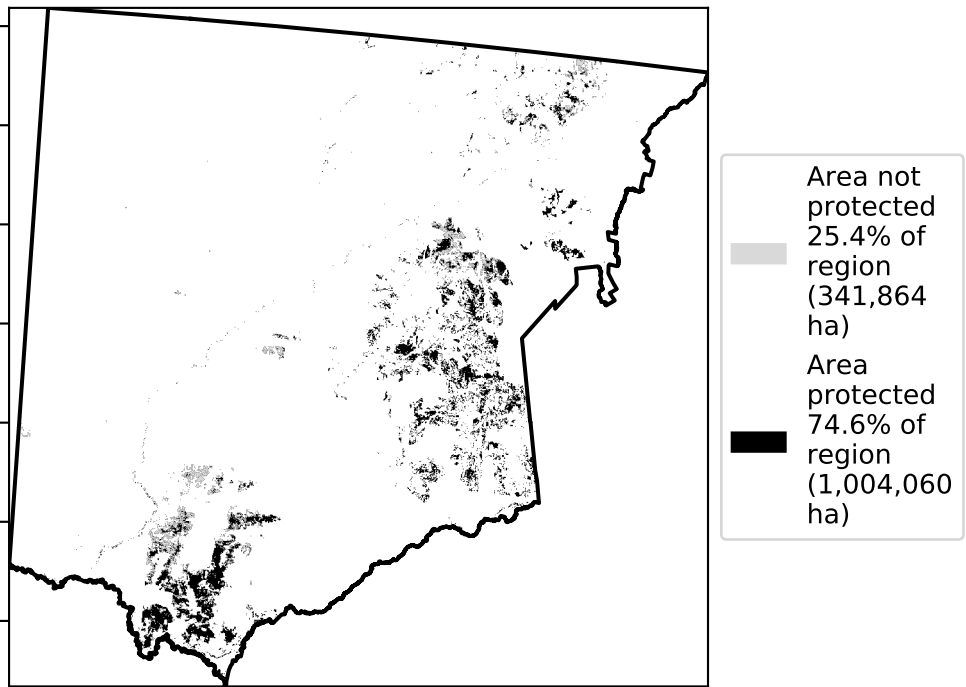 Area not
protected
25.4% of
region
(341,864
ha)
Area
protected
74.6% of
region
(1,004,060
ha)